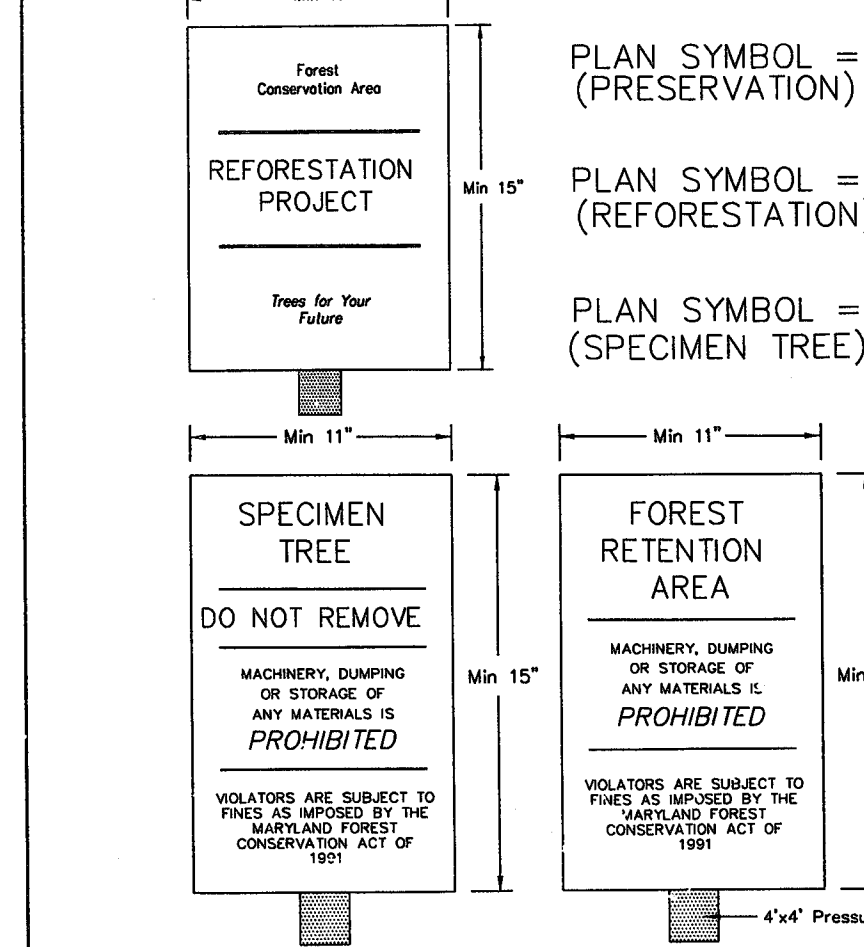 Forest
Conservation Area
REFORESTATION
PROJECT
Trees for Your
Future
Min 15"
PLAN SYMBOL =
(PRESERVATION)
PLAN SYMBOL =
(REFORESTATION)
PLAN SYMBOL =
(SPECIMEN TREE)
Min 11"
SPECIMEN
TREE
DO NOT REMOVE
MACHINERY, DUMPING
OR STORAGE OF
ANY MATERIALS IS
PROHIBITED
VIOLATORS ARE SUBJECT TO
FINES AS IMPOSED BY THE
MARYLAND FOREST
CONSERVATION ACT OF
1991
Min 15"
Min 11"
FOREST
RETENTION
AREA
MACHINERY, DUMPING
OR STORAGE OF
ANY MATERIALS IS
PROHIBITED
VIOLATORS ARE SUBJECT TO
FINES AS IMPOSED BY THE
MARYLAND FOREST
CONSERVATION ACT OF
1991
Min
4'x4'